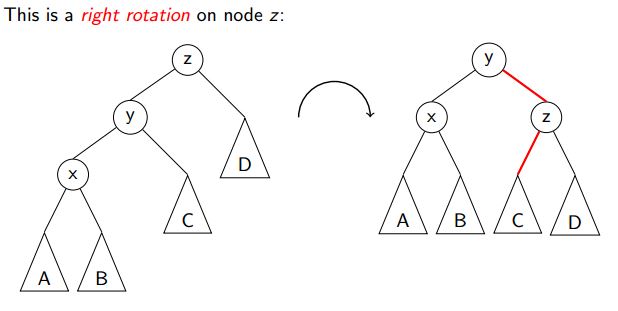 This is a right rotation on node z:
z y
y x z
D
x
C A B C D
A B